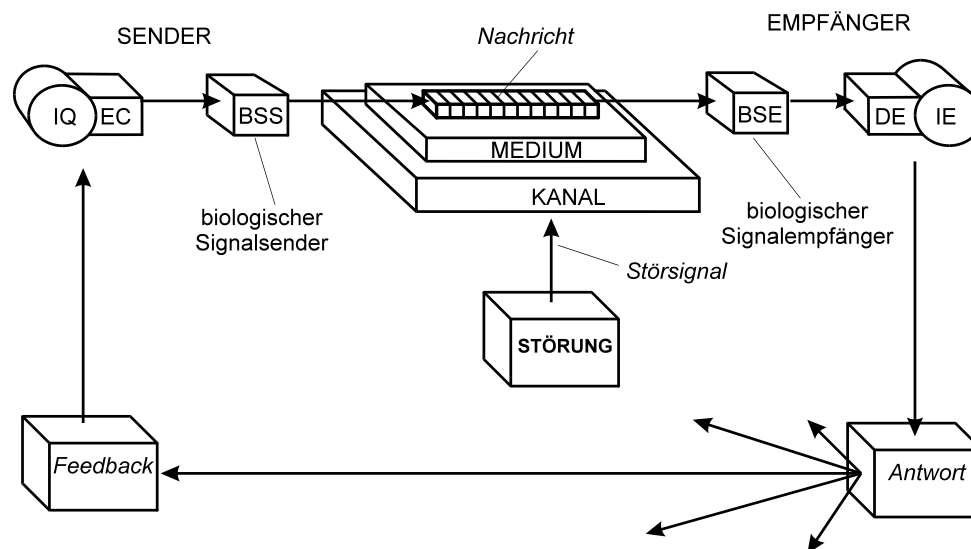 SENDER
Nachricht
EMPFÄNGER
IQ
EC
BSS
BSE
DE
IE
MEDIUM
KANAL
biologischer
Signalsender
biologischer
Signalempfänger
Störsignal
STÖRUNG
Feedback
Antwort